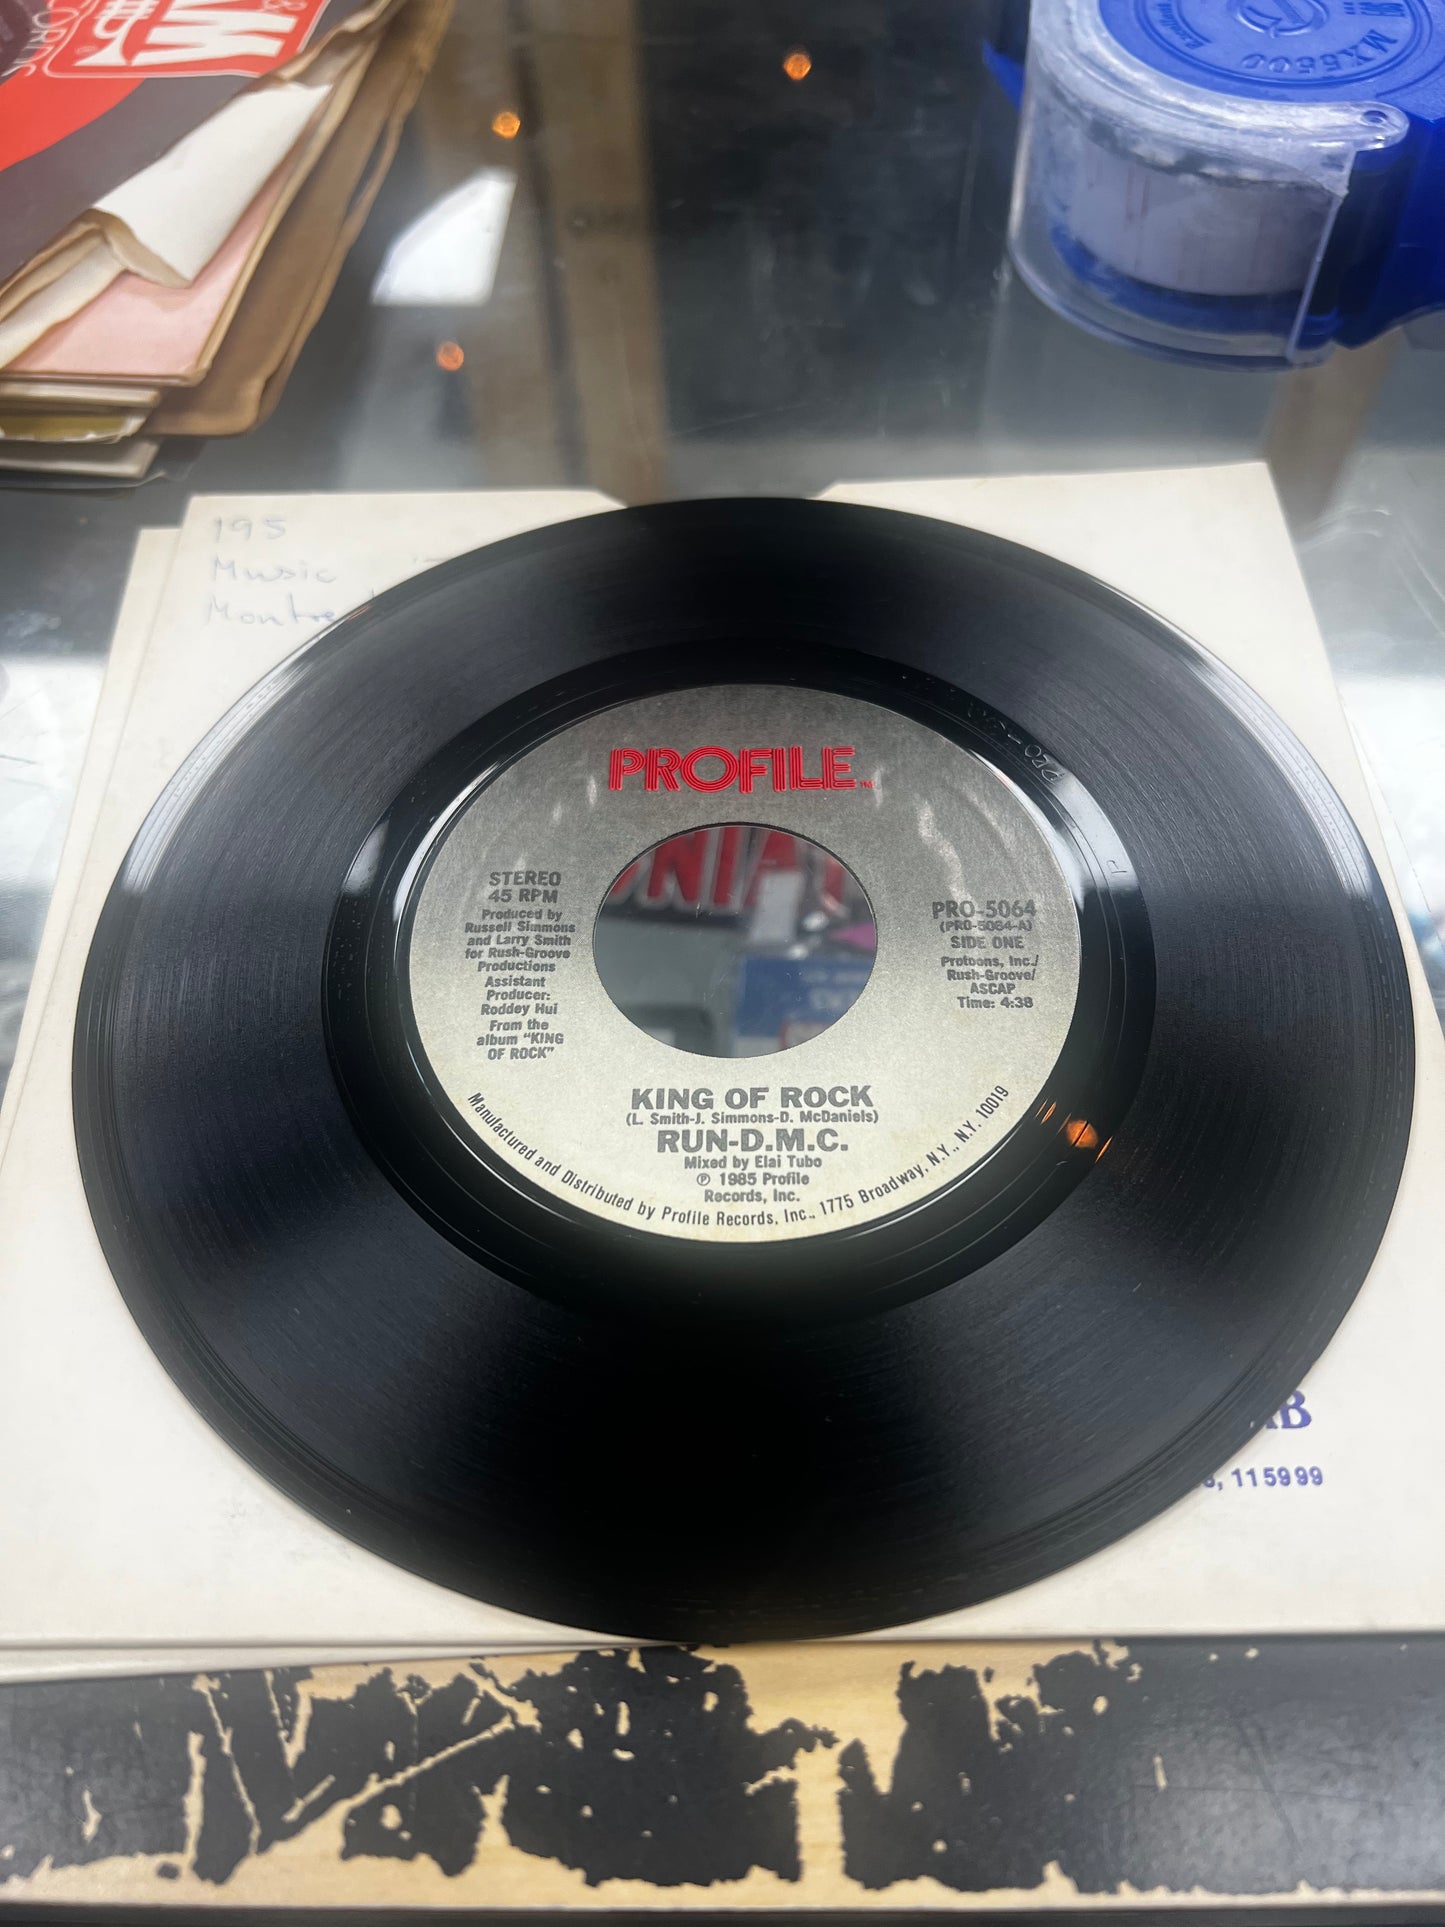 MX5500
195
Music
PROFILE
STEREO
45 RPM
Produced by
Russell Simmons
and Larry Smith
for Rush-Groove
Productions
Assistant
Producer:
Roddey Hui
From the
album "KING
OF ROCK"
PRO-5064
(PRO-5064-A)
SIDE ONE
Protoons, Inc./
Rush-Groove/
ASCAP
Time: 4:38
KING OF ROCK
(L. Smith-J. Simmons-D. McDaniels)
RUN-D.M.C.
Mixed by Elai Tubo
℗ 1985 Profile
Records, Inc.
Manufactured and Distributed by Profile Records, Inc., 1775 Broadway, N.Y., N.Y. 10019
115999